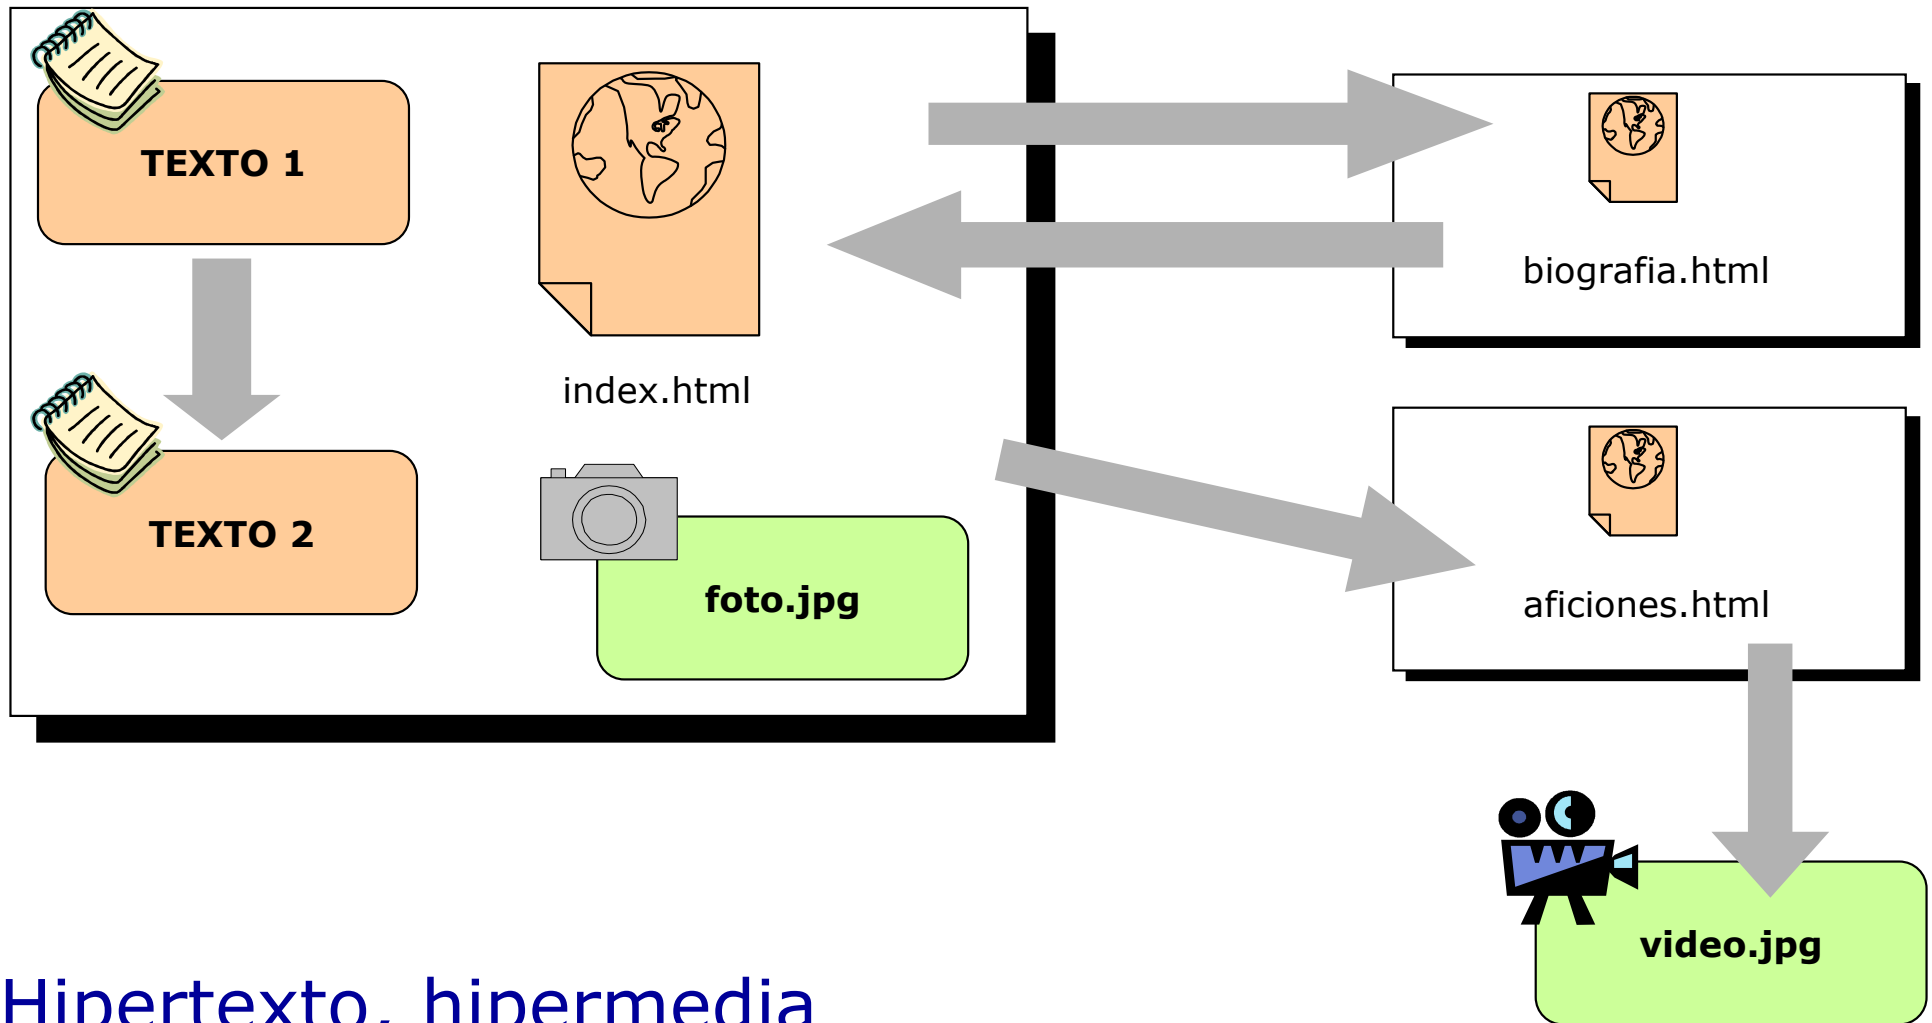 TEXTO 1
index.html
TEXTO 2
foto.jpg
biografia.html
aficiones.html
video.jpg
Hipertexto, hipermedia